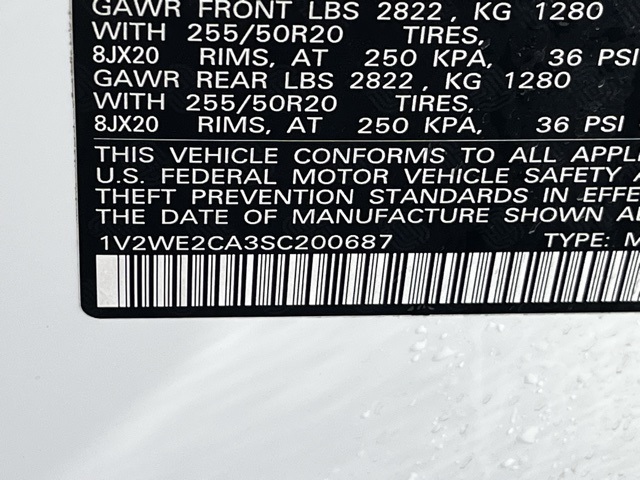 GAWR FRONT LBS 2822, KG 1280
WITH 255/50R20 TIRES,
8JX20 RIMS, AT 250 KPA, 36 PSI
GAWR REAR LBS 2822, KG 1280
WITH 255/50R20 TIRES,
8JX20 RIMS, AT 250 KPA, 36 PSI
THIS VEHICLE CONFORMS TO ALL APPL
U.S. FEDERAL MOTOR VEHICLE SAFETY A
THEFT PREVENTION STANDARDS IN EFFE
THE DATE OF MANUFACTURE SHOWN A
1V2WE2CA3SC200687 TYPE: M